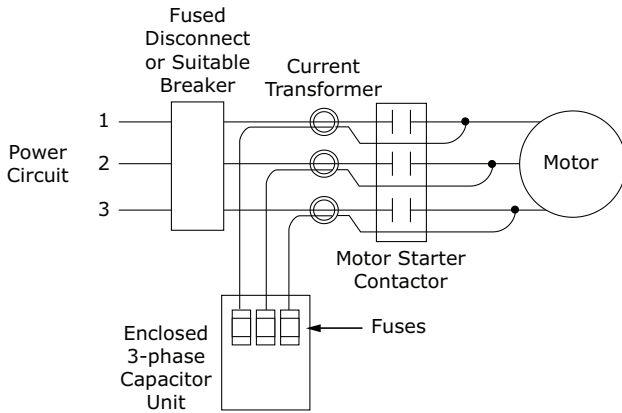 Fused
Disconnect
or Suitable
Breaker
Current
Transformer
1
Power
Circuit
2
3
Motor
Motor Starter
Contactor
Fuses
Enclosed
3-phase
Capacitor
Unit